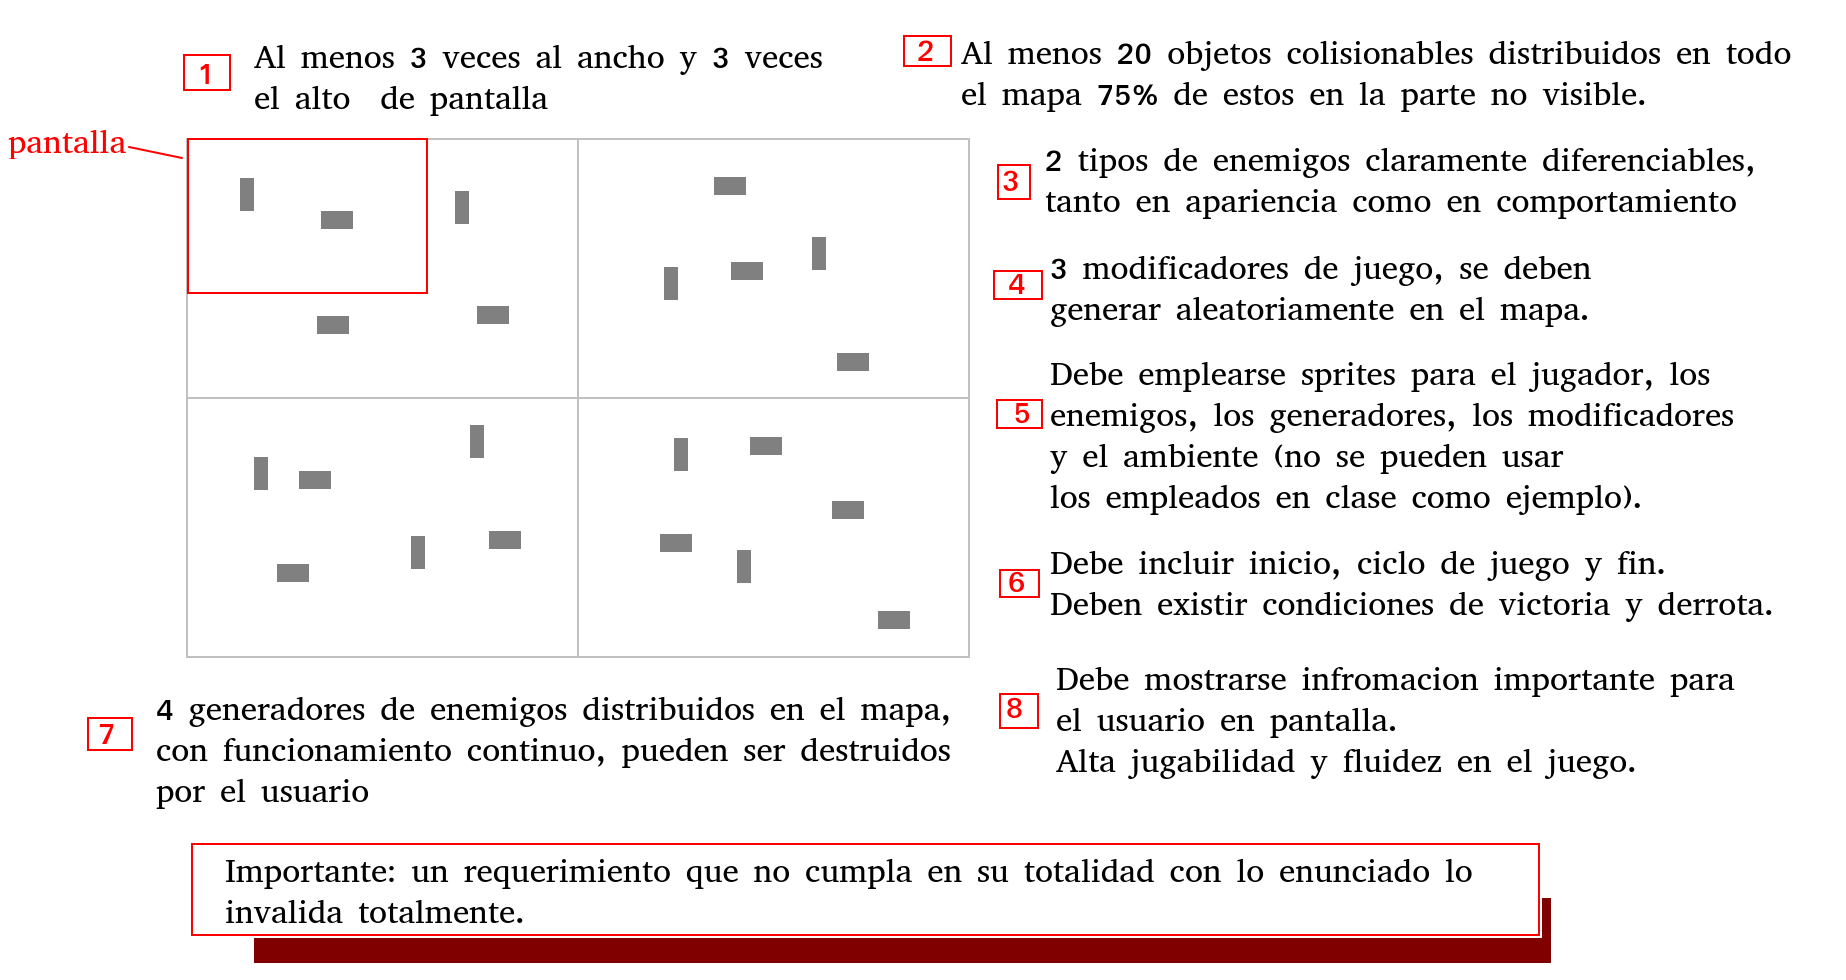 1
Al menos 3 veces al ancho y 3 veces
el alto de pantalla
2
Al menos 20 objetos colisionables distribuidos en todo
el mapa 75% de estos en la parte no visible.
pantalla
3
2 tipos de enemigos claramente diferenciables,
tanto en apariencia como en comportamiento
4
3 modificadores de juego, se deben
generar aleatoriamente en el mapa.
5
Debe emplearse sprites para el jugador, los
enemigos, los generadores, los modificadores
y el ambiente (no se pueden usar
los empleados en clase como ejemplo).
6
Debe incluir inicio, ciclo de juego y fin.
Deben existir condiciones de victoria y derrota.
7
4 generadores de enemigos distribuidos en el mapa,
con funcionamiento continuo, pueden ser destruidos
por el usuario
8
Debe mostrarse infromacion importante para
el usuario en pantalla.
Alta jugabilidad y fluidez en el juego.
Importante: un requerimiento que no cumpla en su totalidad con lo enunciado lo
invalida totalmente.